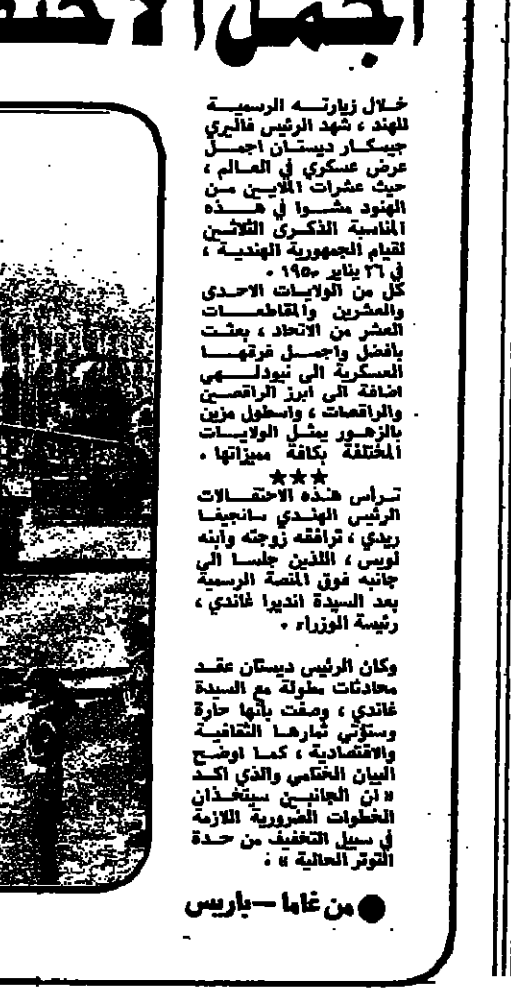 اجمل الاحتف
خلال زيارته الرسمية
للهند ، شهد الرئيس فاليري
جيسكار ديستان اجمل
عرض عسكري في العالم ،
حيث عشرات الملايين من
الهنود مشوا في هذه
المناسبة الذكرى الثلاثين
لقيام الجمهورية الهندية ،
في ٢٦ يناير ١٩٥٠ .
كل من الولايات الاحدى
والعشرين والمقاطعات
العشر من الاتحاد ، بعثت
بأفضل واجمل فرقها
العسكرية الى نيودلهي
اضافة الى ابرز الراقصين
والراقصات ، واسطول مزين
بالزهور يمثل الولايات
المختلفة بكافة مميزاتها .
★★★
ترأس هذه الاحتفالات
الرئيس الهندي سانجيفا
ريدي ، ترافقه زوجته وابنه
لويس ، اللذين جلسا الى
جانبه فوق المنصة الرسمية
بعد السيدة انديرا غاندي ،
رئيسة الوزراء .
وكان الرئيس ديستان عقد
محادثات مطولة مع السيدة
غاندي ، وصفت بأنها حارة
وستؤتي ثمارها الثقافية
والاقتصادية ، كما اوضح
البيان الختامي والذي اكد
« ان الجانبين سيتخذان
الخطوات الضرورية اللازمة
في سبيل التخفيف من حدة
التوتر الحالية » .
● من غاما — باريس